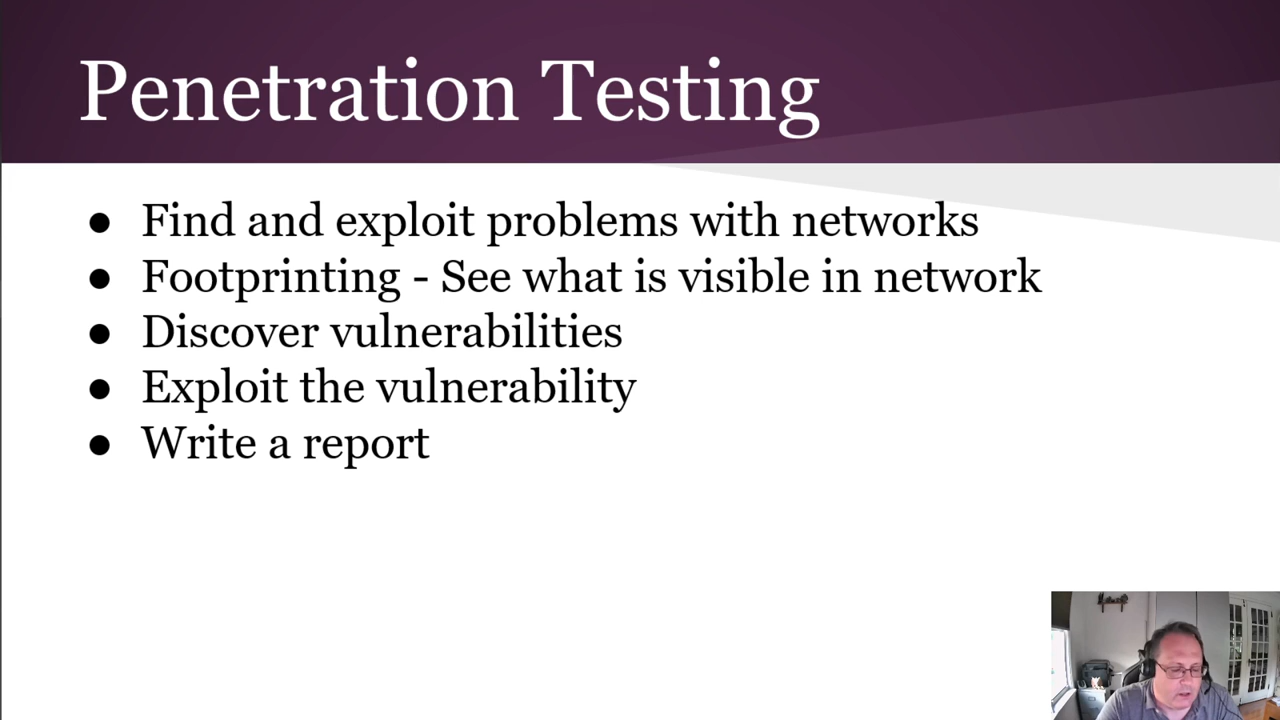 Penetration Testing
● Find and exploit problems with networks
● Footprinting - See what is visible in network
● Discover vulnerabilities
● Exploit the vulnerability
● Write a report